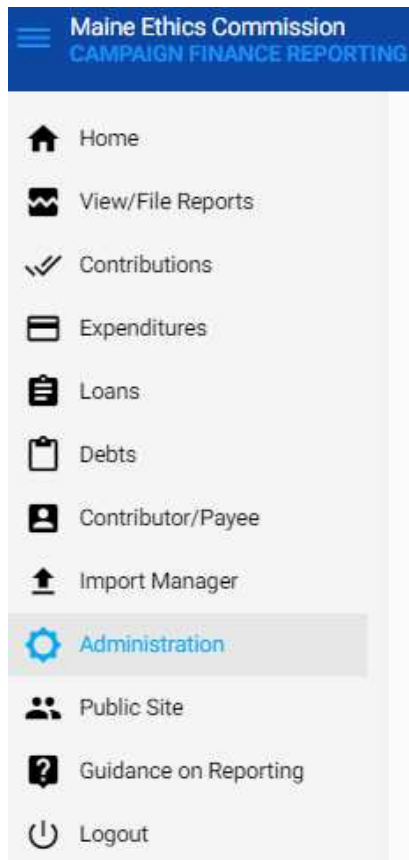 Maine Ethics Commission
CAMPAIGN FINANCE REPORTING
Home
View/File Reports
Contributions
Expenditures
Loans
Debts
Contributor/Payee
Import Manager
Administration
Public Site
Guidance on Reporting
Logout